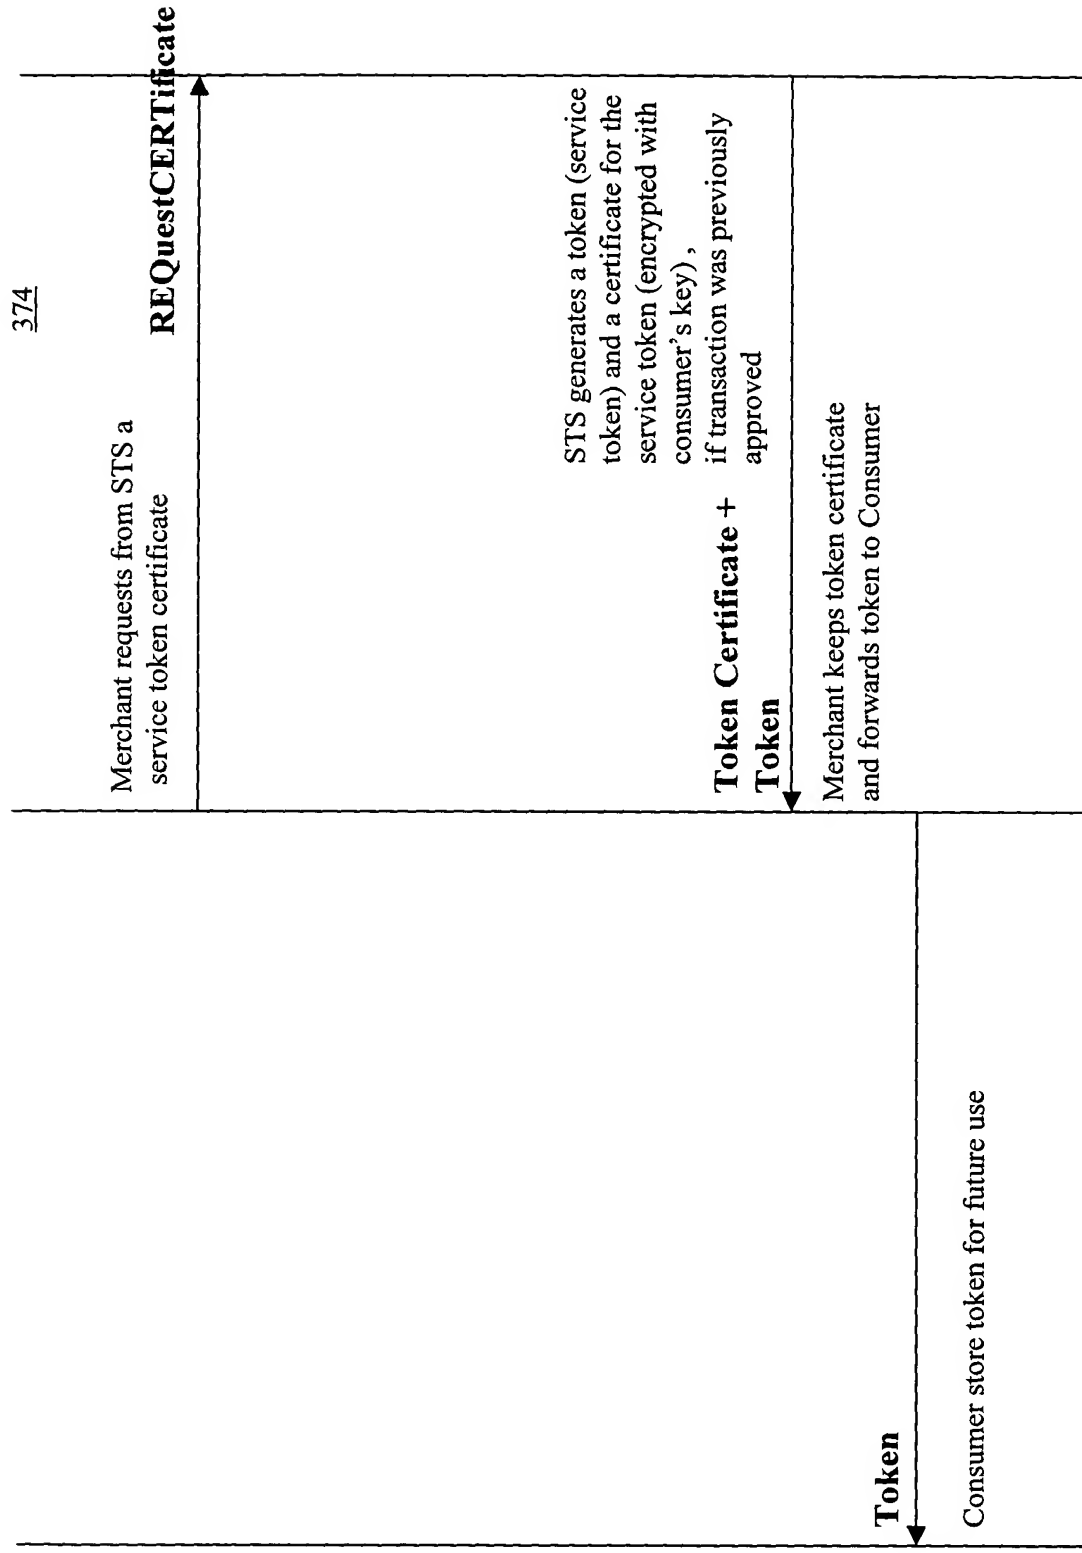 374
Merchant requests from STS a
service token certificate
REQuestCERTificate
STS generates a token (service
token) and a certificate for the
service token (encrypted with
consumer's key) ,
if transaction was previously
approved
Token Certificate +
Token
Merchant keeps token certificate
and forwards token to Consumer
Token
Consumer store token for future use